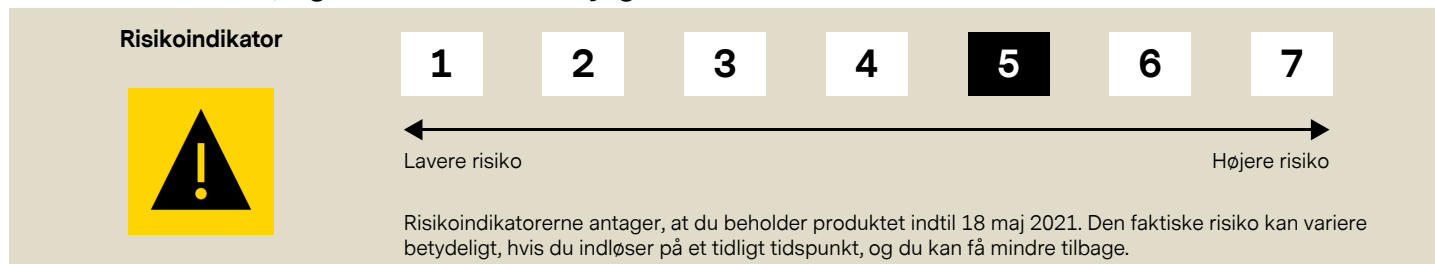 Risikoindikator
1 2 3 4 5 6 7
Lavere risiko Højere risiko
Risikoindikatorerne antager, at du beholder produktet indtil 18 maj 2021. Den faktiske risiko kan variere
betydeligt, hvis du indløser på et tidligt tidspunkt, og du kan få mindre tilbage.